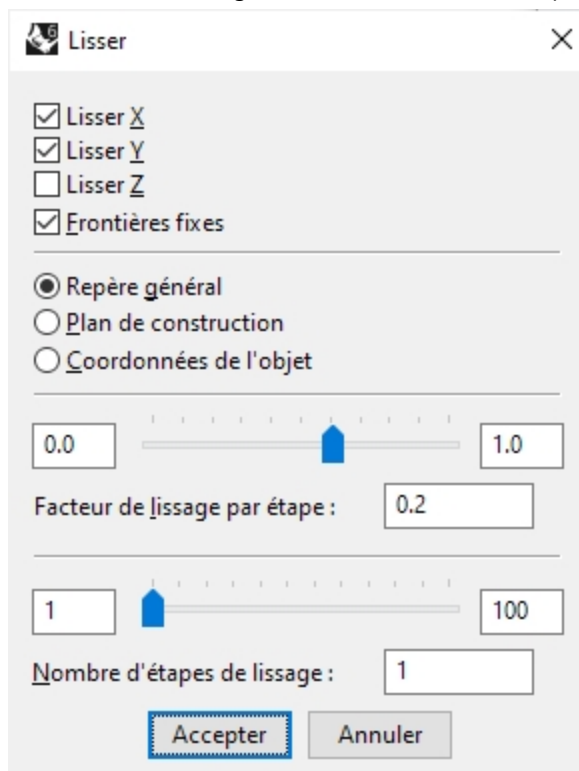 Lisser
Lisser X
Lisser Y
Lisser Z
Frontières fixes
Repère général
Plan de construction
Coordonnées de l'objet
0.0 1.0
Facteur de lissage par étape : 0.2
1 100
Nombre d'étapes de lissage : 1
Accepter Annuler